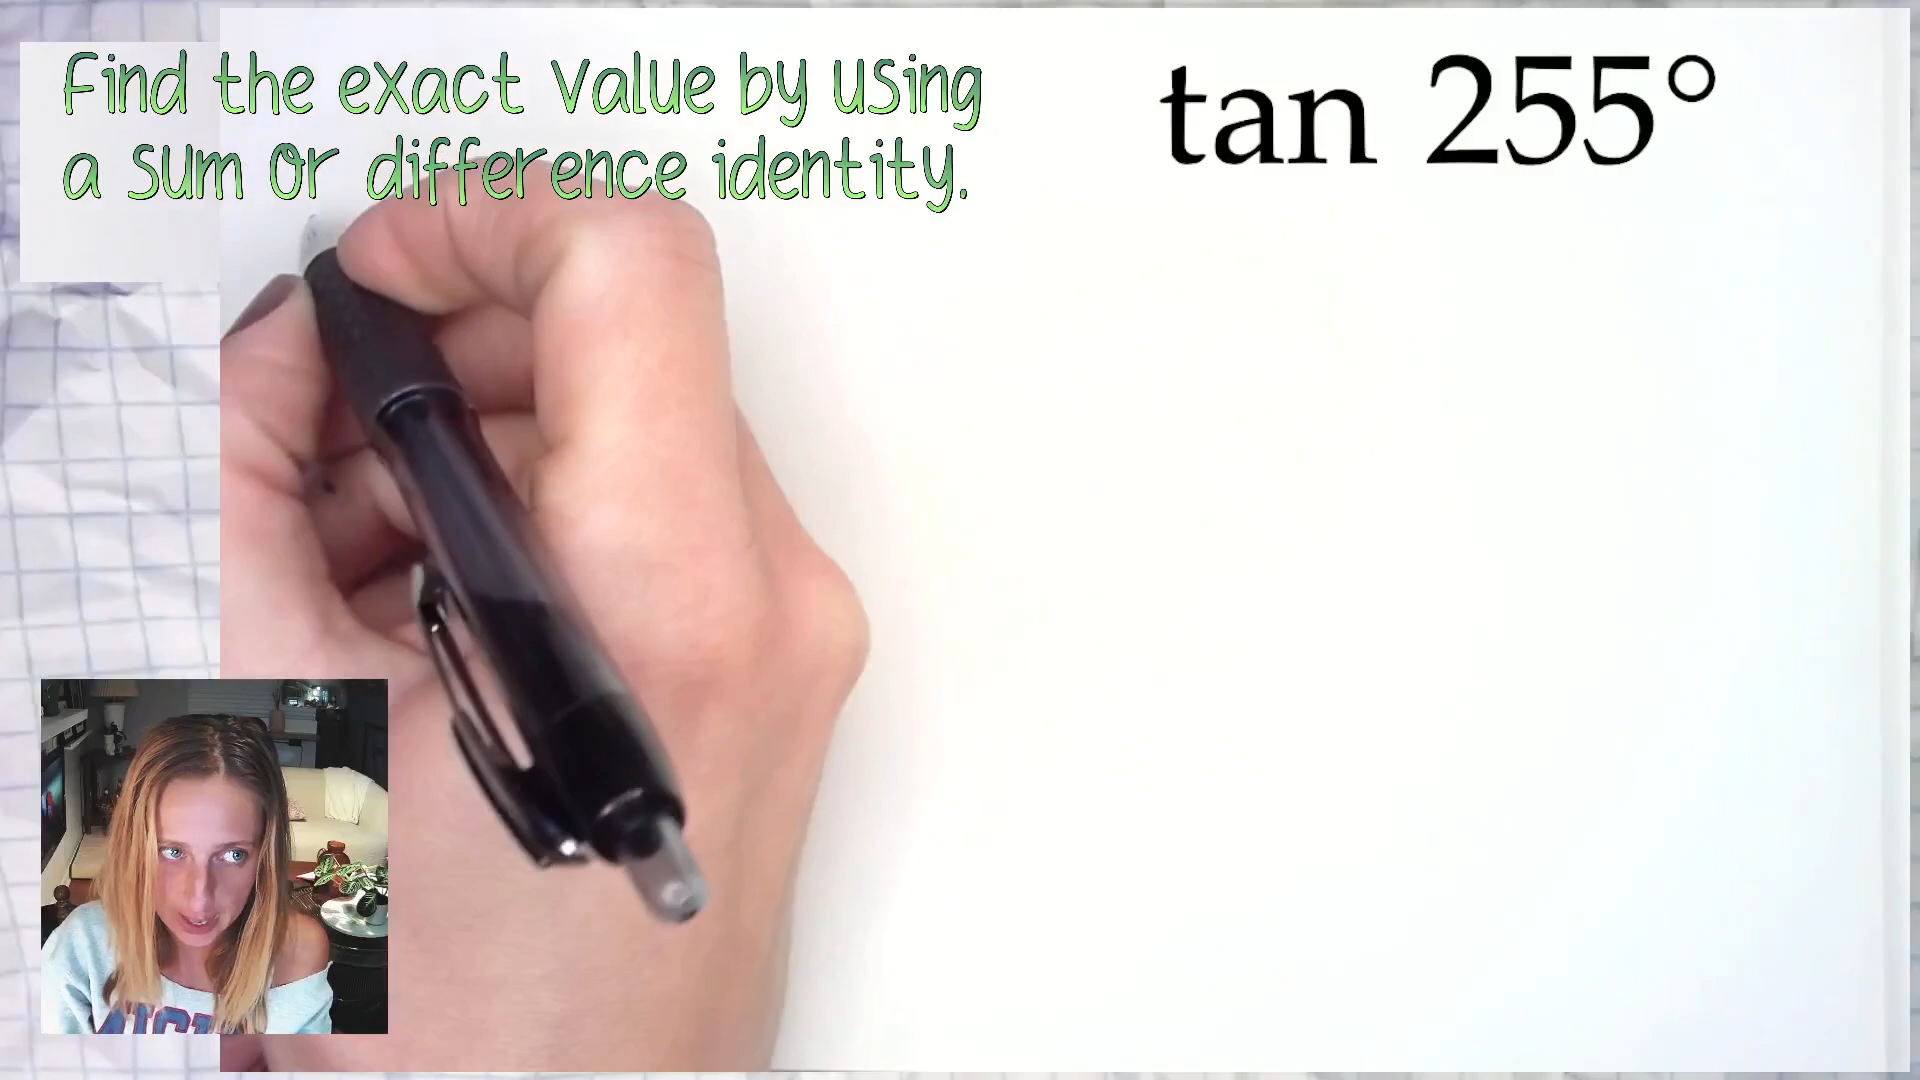 Find the exact value by using
a sum or difference identity.
tan 255°